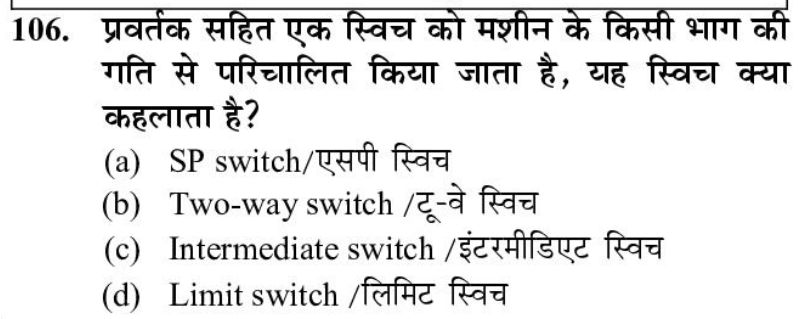 106. प्रवर्तक सहित एक स्विच को मशीन के किसी भाग की
गति से परिचालित किया जाता है, यह स्विच क्या
कहलाता है?
(a) SP switch/एसपी स्विच
(b) Two-way switch /टू-वे स्विच
(c) Intermediate switch /इंटरमीडिएट स्विच
(d) Limit switch /लिमिट स्विच